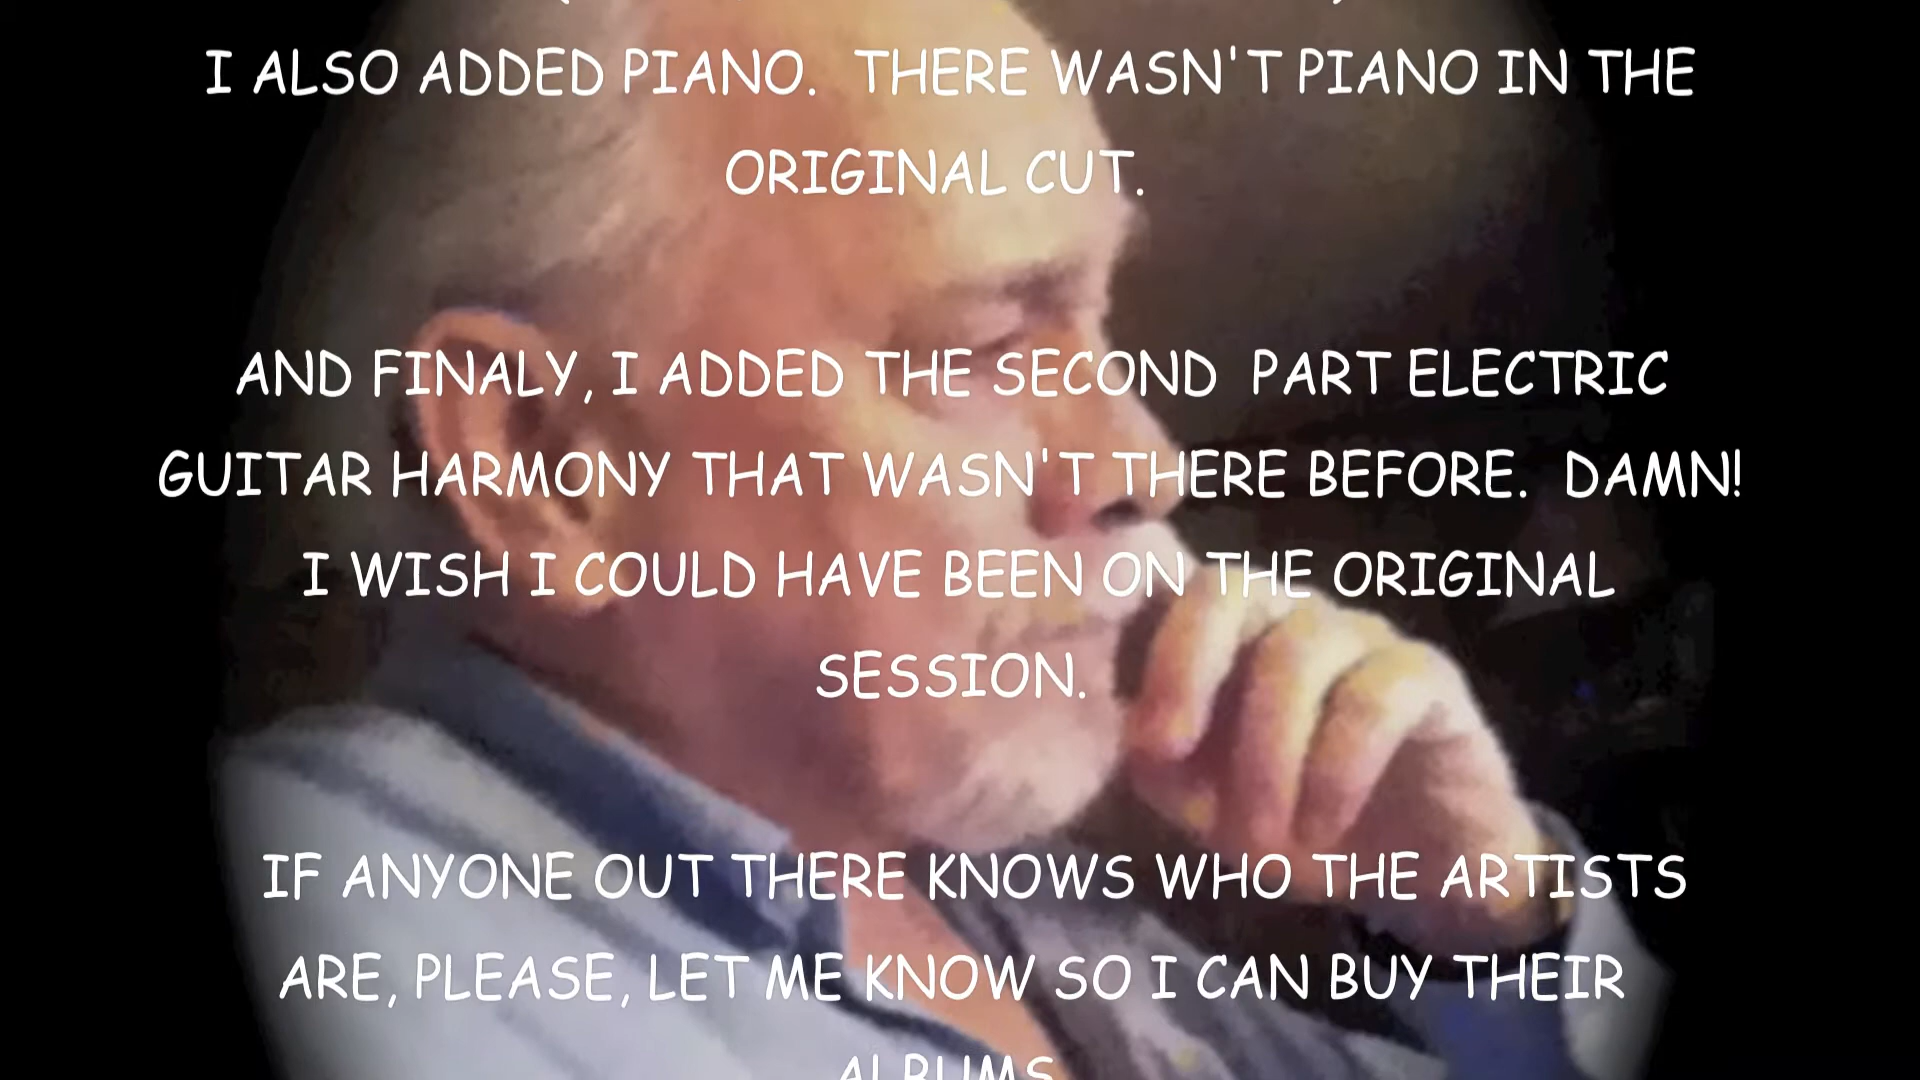 I ALSO ADDED PIANO. THERE WASN'T PIANO IN THE
ORIGINAL CUT.
AND FINALY, I ADDED THE SECOND PART ELECTRIC
GUITAR HARMONY THAT WASN'T THERE BEFORE. DAMN!
I WISH I COULD HAVE BEEN ON THE ORIGINAL
SESSION.
IF ANYONE OUT THERE KNOWS WHO THE ARTISTS
ARE, PLEASE, LET ME KNOW SO I CAN BUY THEIR
ALBUMS